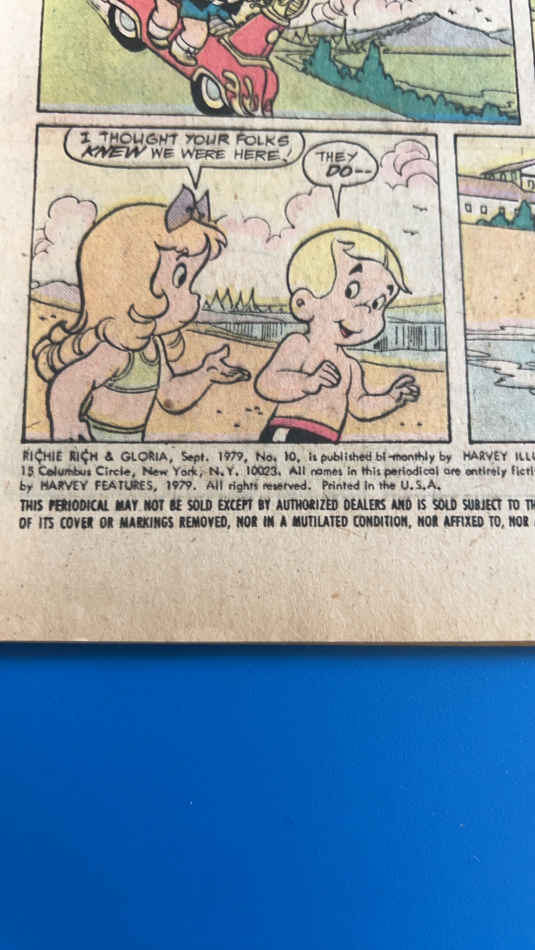 I THOUGHT YOUR FOLKS
KNEW WE WERE HERE!
THEY
DO--
RI¢HIE RI¢H & GLORIA, Sept. 1979, No. 10, is published bi-monthly by HARVEY
15 Columbus Circle, New York, N.Y. 10023. All names in this periodical are entirely
by HARVEY FEATURES, 1979. All rights reserved. Printed in the U.S.A.
THIS PERIODICAL MAY NOT BE SOLD EXCEPT BY AUTHORIZED DEALERS AND IS SOLD SUBJECT TO
OF ITS COVER OR MARKINGS REMOVED, NOR IN A MUTILATED CONDITION, NOR AFFIXED TO, NOR